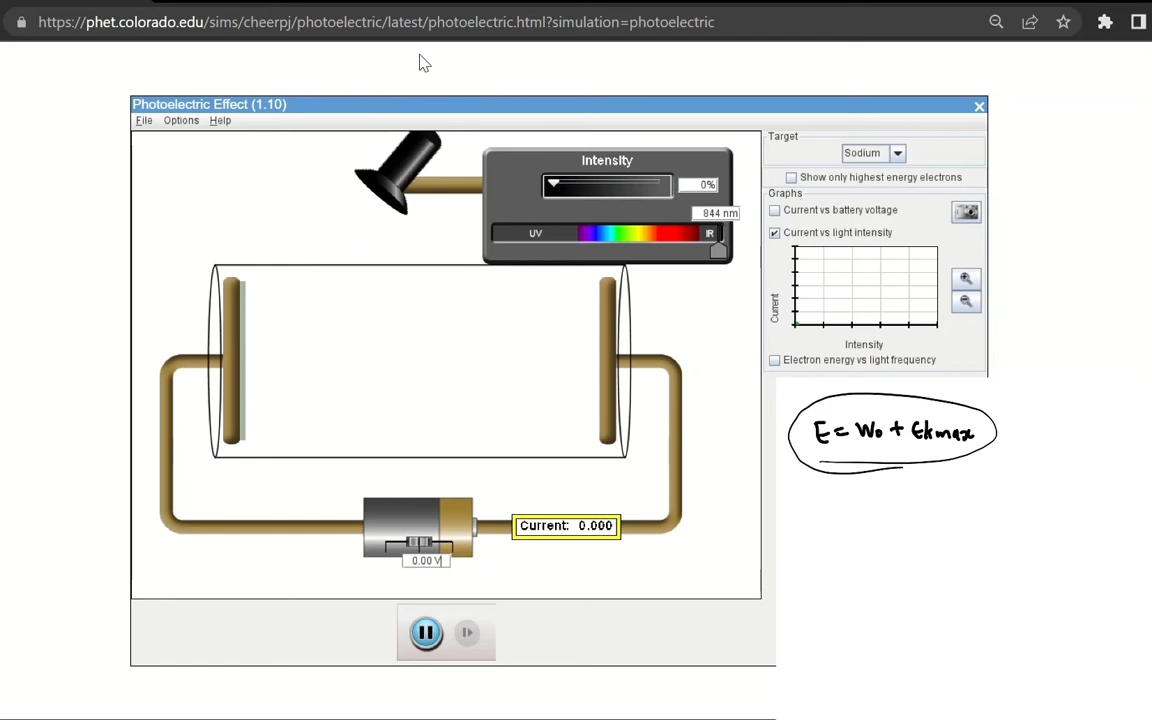 https://phet.colorado.edu/sims/cheerpj/photoelectric/latest/photoelectric.html?simulation=photoelectric
Photoelectric Effect (1.10)
File Options Help
Target
Sodium
Show only highest energy electrons
Graphs
Current vs battery voltage
Current vs light intensity
Current
Intensity
Electron energy vs light frequency
Intensity
0%
844 nm
UV
IR
E = W0 + Ekmax
Current: 0.000
0.00 V